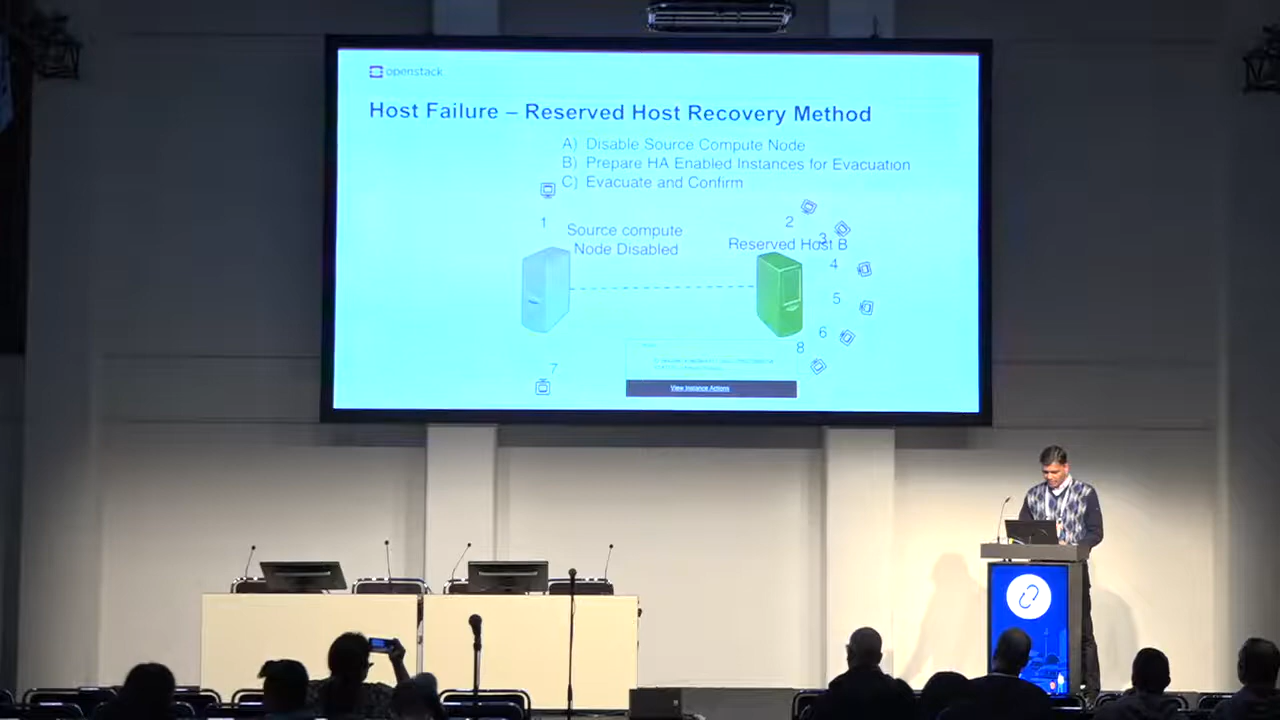 openstack
Host Failure – Reserved Host Recovery Method
A) Disable Source Compute Node
B) Prepare HA Enabled Instances for Evacuation
C) Evacuate and Confirm
1
2
Source compute
Node Disabled
3
Reserved Host B
4
5
6
8
7
View Instance Actions